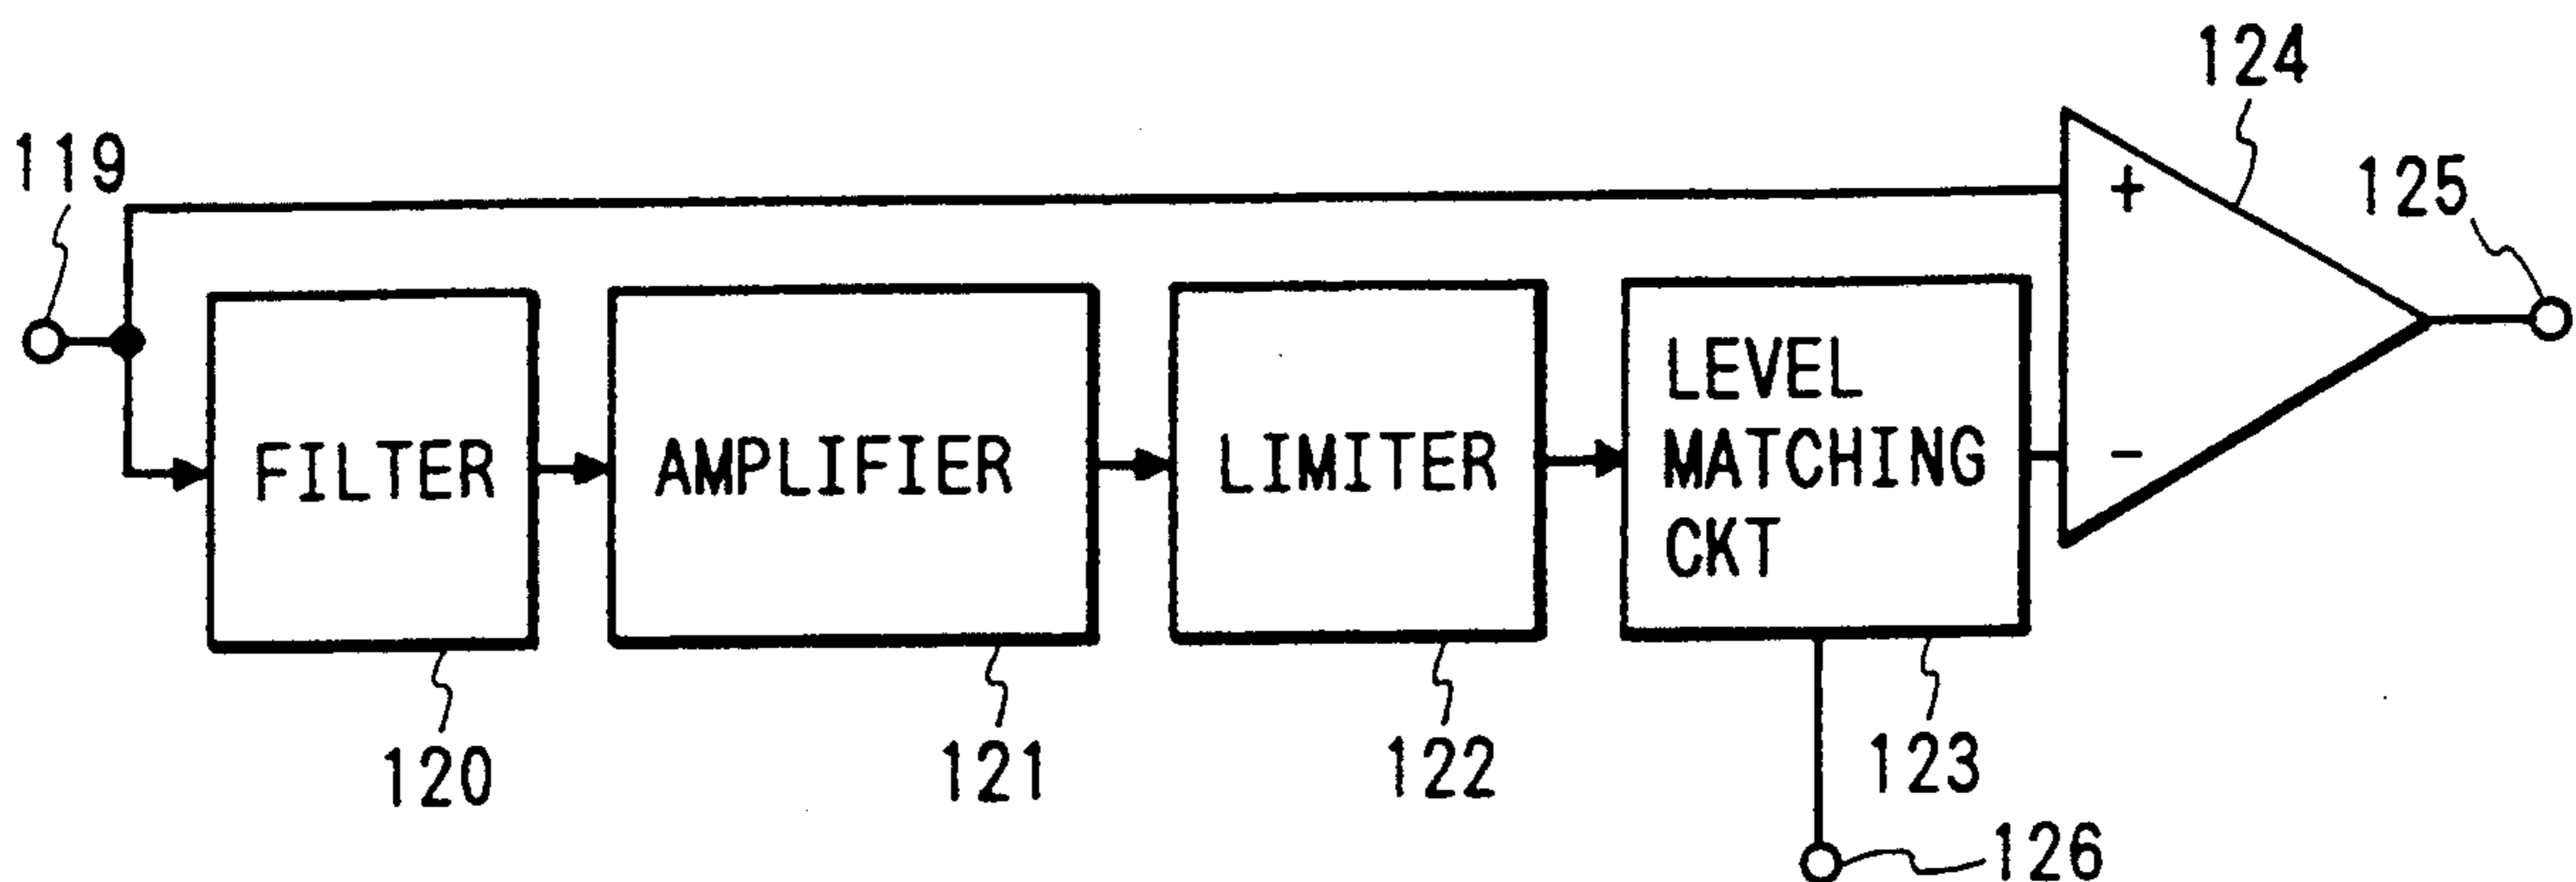 124
119
125
+
FILTER
AMPLIFIER
LIMITER
LEVEL
MATCHING
CKT
-
120
121
122
123
126